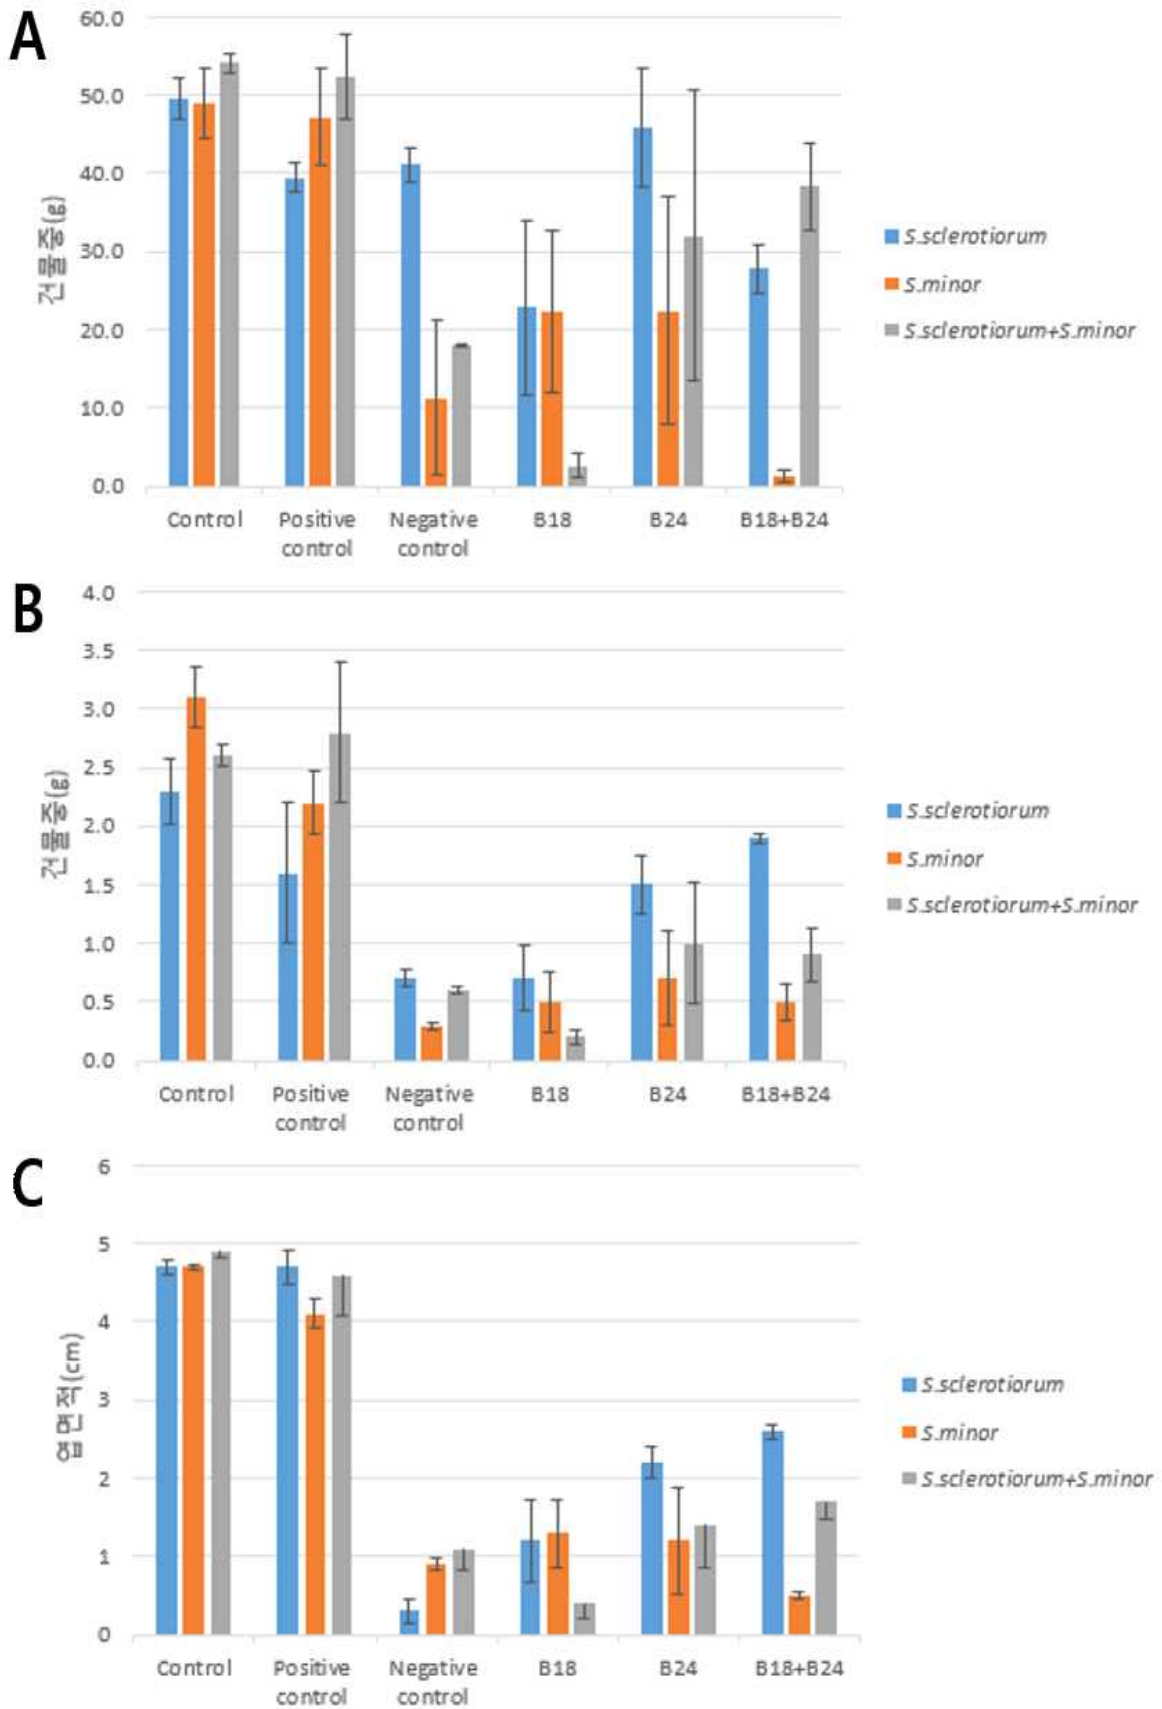 A
60.0
50.0
40.0
30.0
20.0
10.0
0.0
건물중(g)
Control
Positive control
Negative control
B18
B24
B18+B24
S.sclerotiorum
S.minor
S.sclerotiorum+S.minor
B
4.0
3.5
3.0
2.5
2.0
1.5
1.0
0.5
0.0
건물중(g)
Control
Positive control
Negative control
B18
B24
B18+B24
S.sclerotiorum
S.minor
S.sclerotiorum+S.minor
C
6
5
4
3
2
1
0
엽면적(cm)
Control
Positive control
Negative control
B18
B24
B18+B24
S.sclerotiorum
S.minor
S.sclerotiorum+S.minor